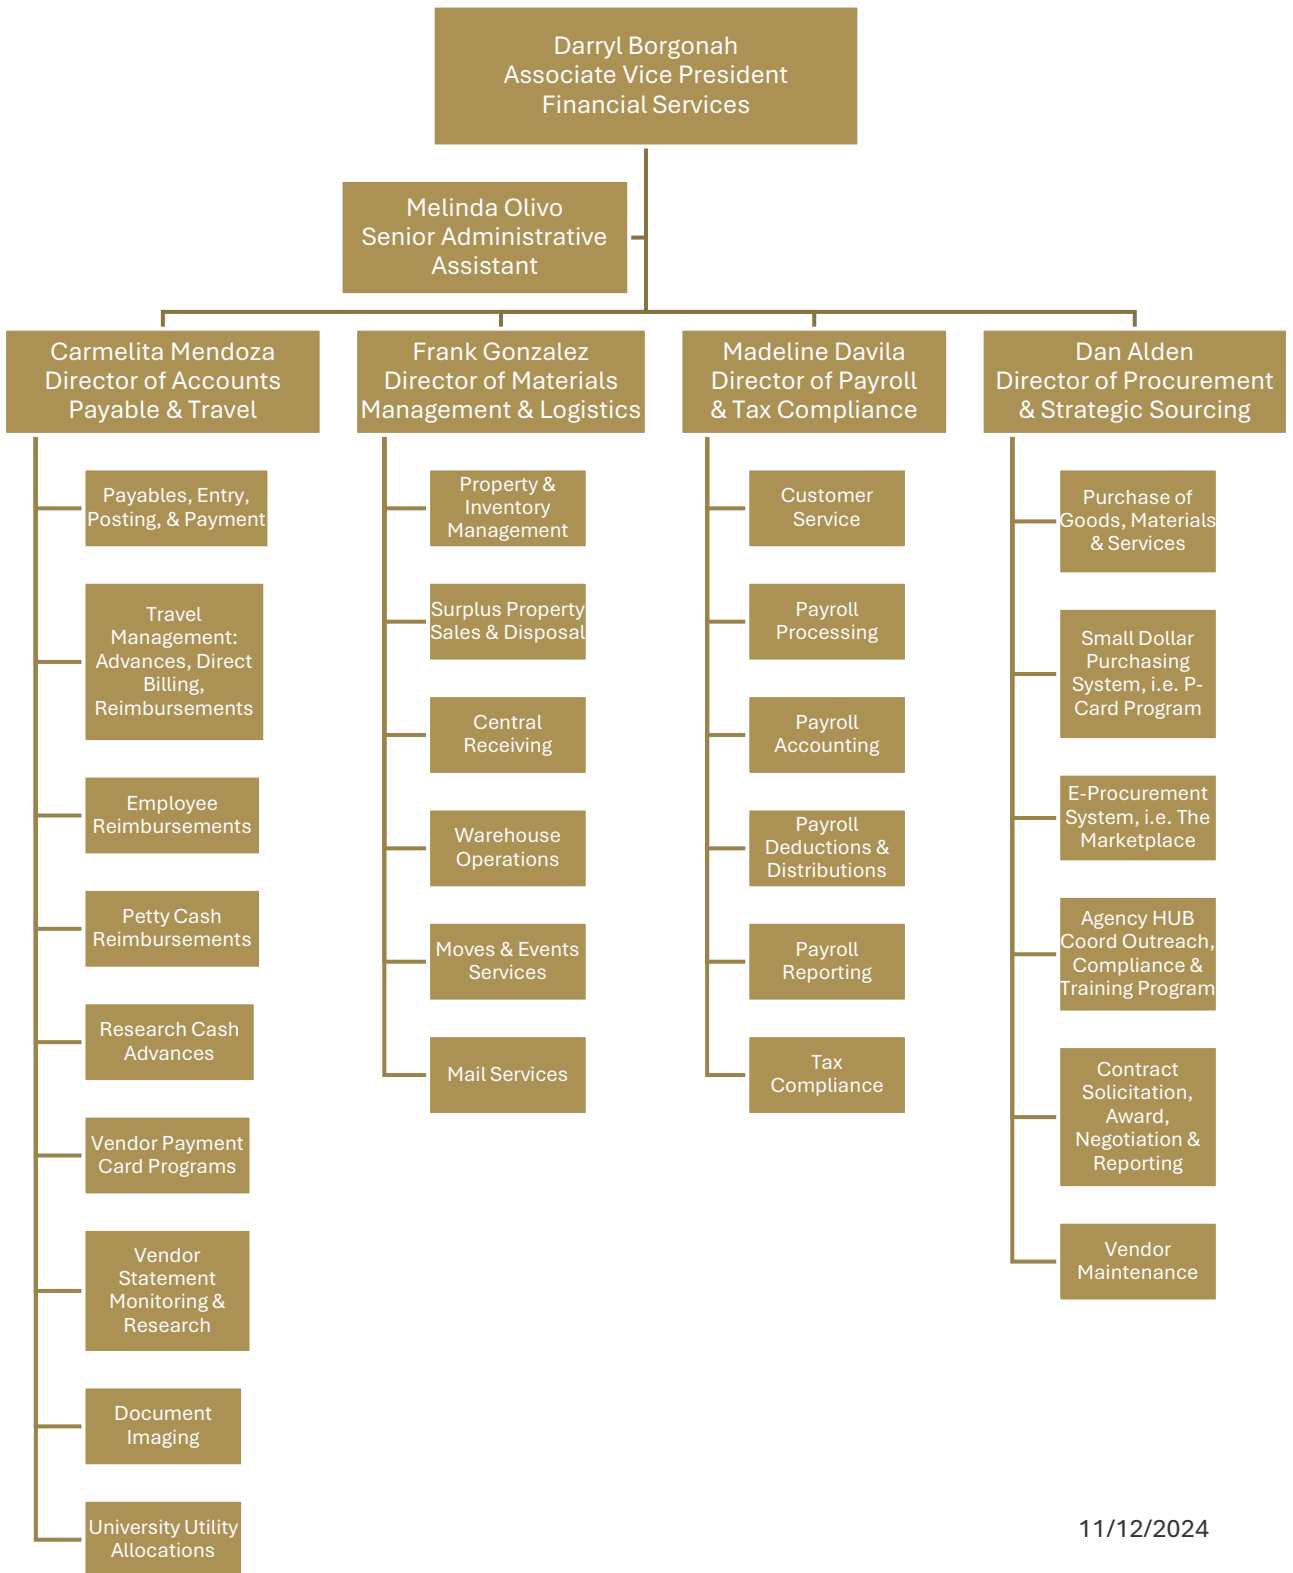 Darryl Borgonah
Associate Vice President
Financial Services
Melinda Olivo
Senior Administrative
Assistant
Carmelita Mendoza
Director of Accounts
Payable & Travel
Frank Gonzalez
Director of Materials
Management & Logistics
Madeline Davila
Director of Payroll
& Tax Compliance
Dan Alden
Director of Procurement
& Strategic Sourcing
Payables, Entry,
Posting, & Payment
Travel
Management:
Advances, Direct
Billing,
Reimbursements
Employee
Reimbursements
Petty Cash
Reimbursements
Research Cash
Advances
Vendor Payment
Card Programs
Vendor
Statement
Monitoring &
Research
Document
Imaging
University Utility
Allocations
Property &
Inventory
Management
Surplus Property
Sales & Disposal
Central
Receiving
Warehouse
Operations
Moves & Events
Services
Mail Services
Customer
Service
Payroll
Processing
Payroll
Accounting
Payroll
Deductions &
Distributions
Payroll
Reporting
Tax
Compliance
Purchase of
Goods, Materials
& Services
Small Dollar
Purchasing
System, i.e. P-
Card Program
E-Procurement
System, i.e. The
Marketplace
Agency HUB
Coord Outreach,
Compliance &
Training Program
Contract
Solicitation,
Award,
Negotiation &
Reporting
Vendor
Maintenance
11/12/2024